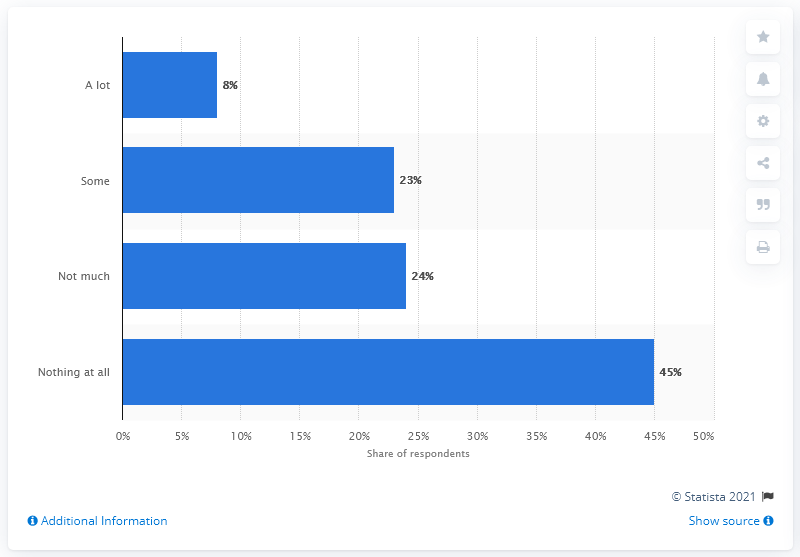 A lot
8%
Some
23%
Not much
24%
Nothing at all
45%
0% 5% 10% 15% 20% 25% 30% 35% 40% 45% 50%
Share of respondents
© Statista 2021
Additional Information
Show source